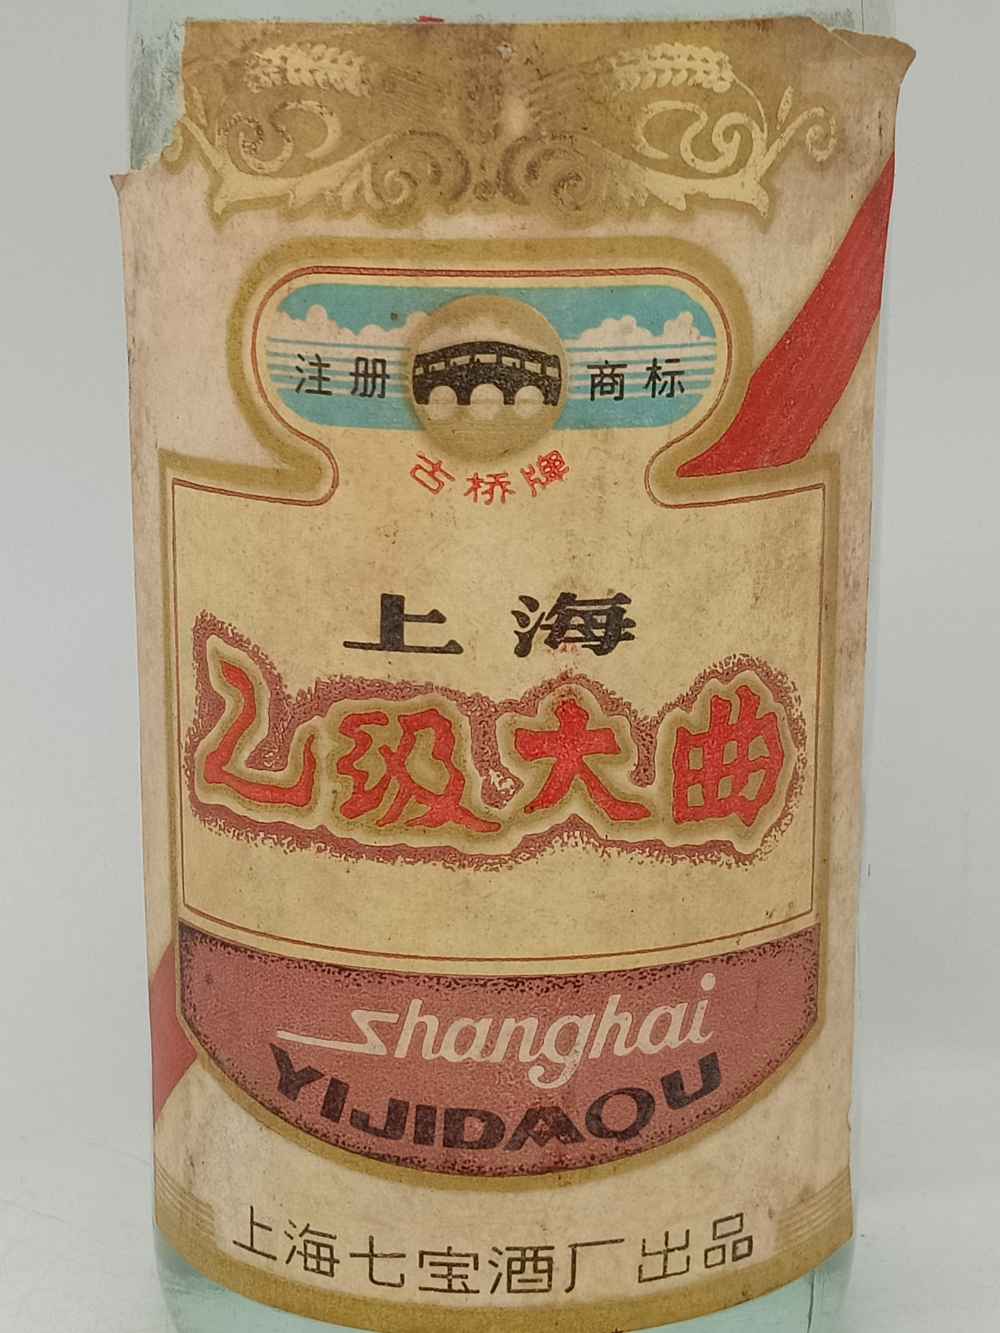 注册 商标
古桥牌
上海
乙级大曲
Shanghai
YIJIDAQU
上海七宝酒厂出品